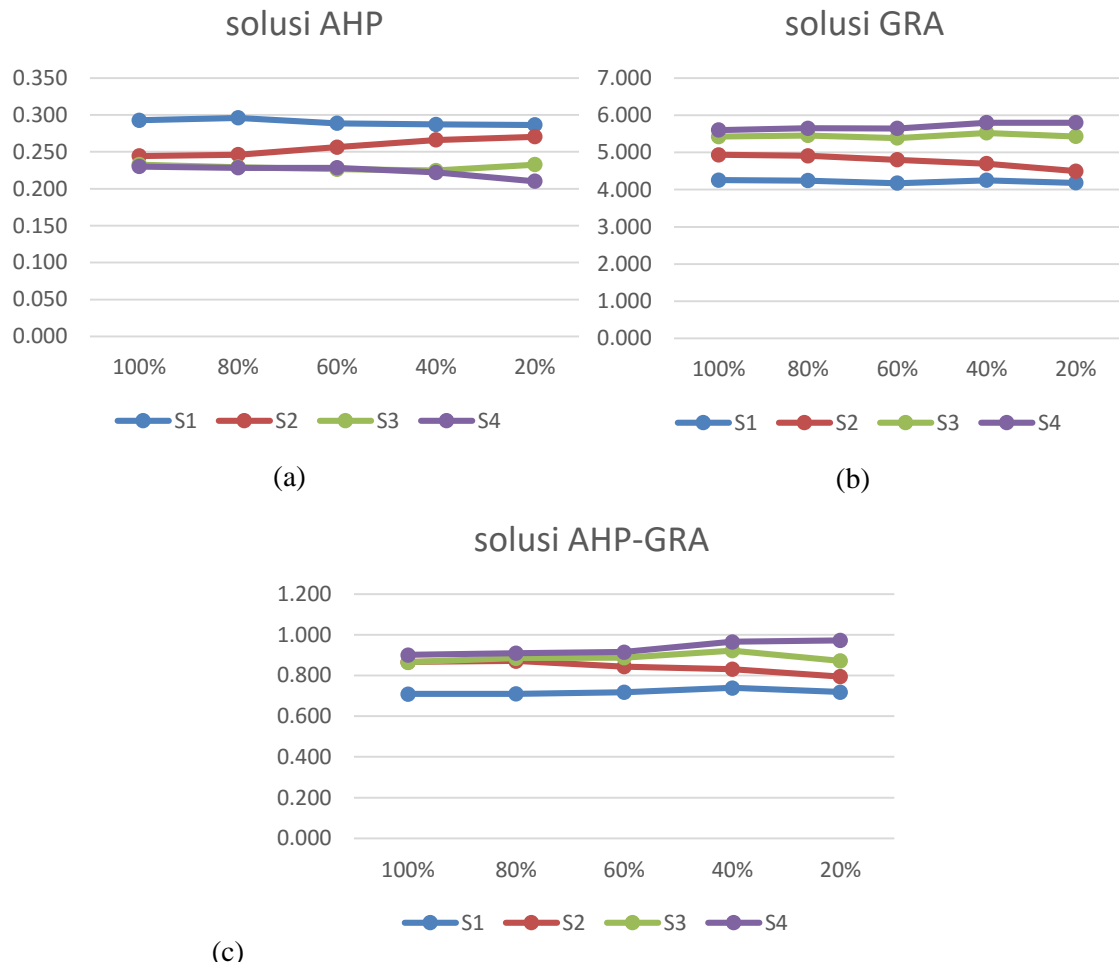 solusi AHP
0.350
0.300
0.250
0.200
0.150
0.100
0.050
0.000
100% 80% 60% 40% 20%
S1 S2 S3 S4
(a)
solusi GRA
7.000
6.000
5.000
4.000
3.000
2.000
1.000
0.000
100% 80% 60% 40% 20%
S1 S2 S3 S4
(b)
solusi AHP-GRA
1.200
1.000
0.800
0.600
0.400
0.200
0.000
100% 80% 60% 40% 20%
S1 S2 S3 S4
(c)